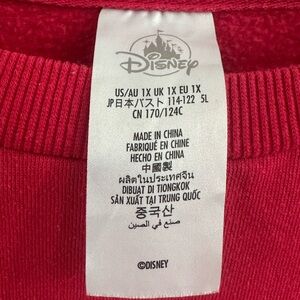 Disney
US/AU 1X UK 1X EU 1X
JP日本バスト 114-122 5L
CN 170/124C
MADE IN CHINA
FABRIQUÉ EN CHINE
HECHO EN CHINA
中國製
ผลิตในประเทศจีน
DIBUAT DI TIONGKOK
SẢN XUẤT TẠI TRUNG QUỐC
중국산
صنع في الصين
©DISNEY